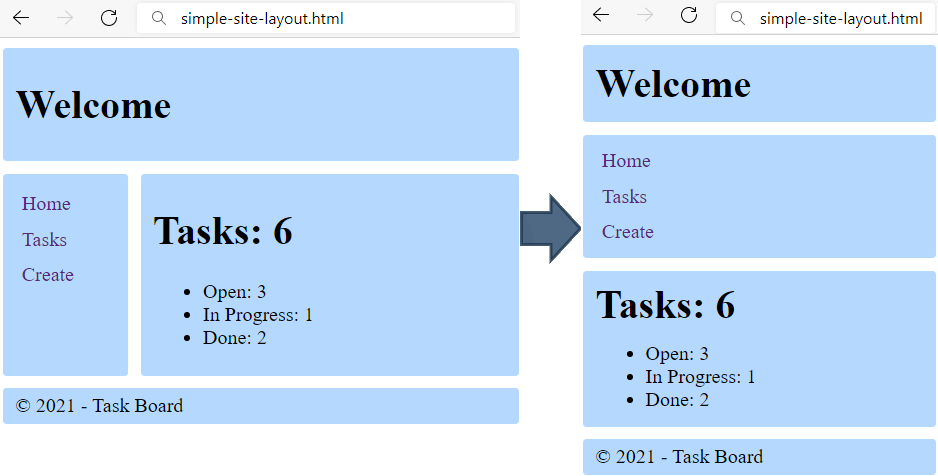 simple-site-layout.html
Welcome
Home
Tasks
Create
Tasks: 6
• Open: 3
• In Progress: 1
• Done: 2
© 2021 - Task Board
simple-site-layout.html
Welcome
Home
Tasks
Create
Tasks: 6
• Open: 3
• In Progress: 1
• Done: 2
© 2021 - Task Board